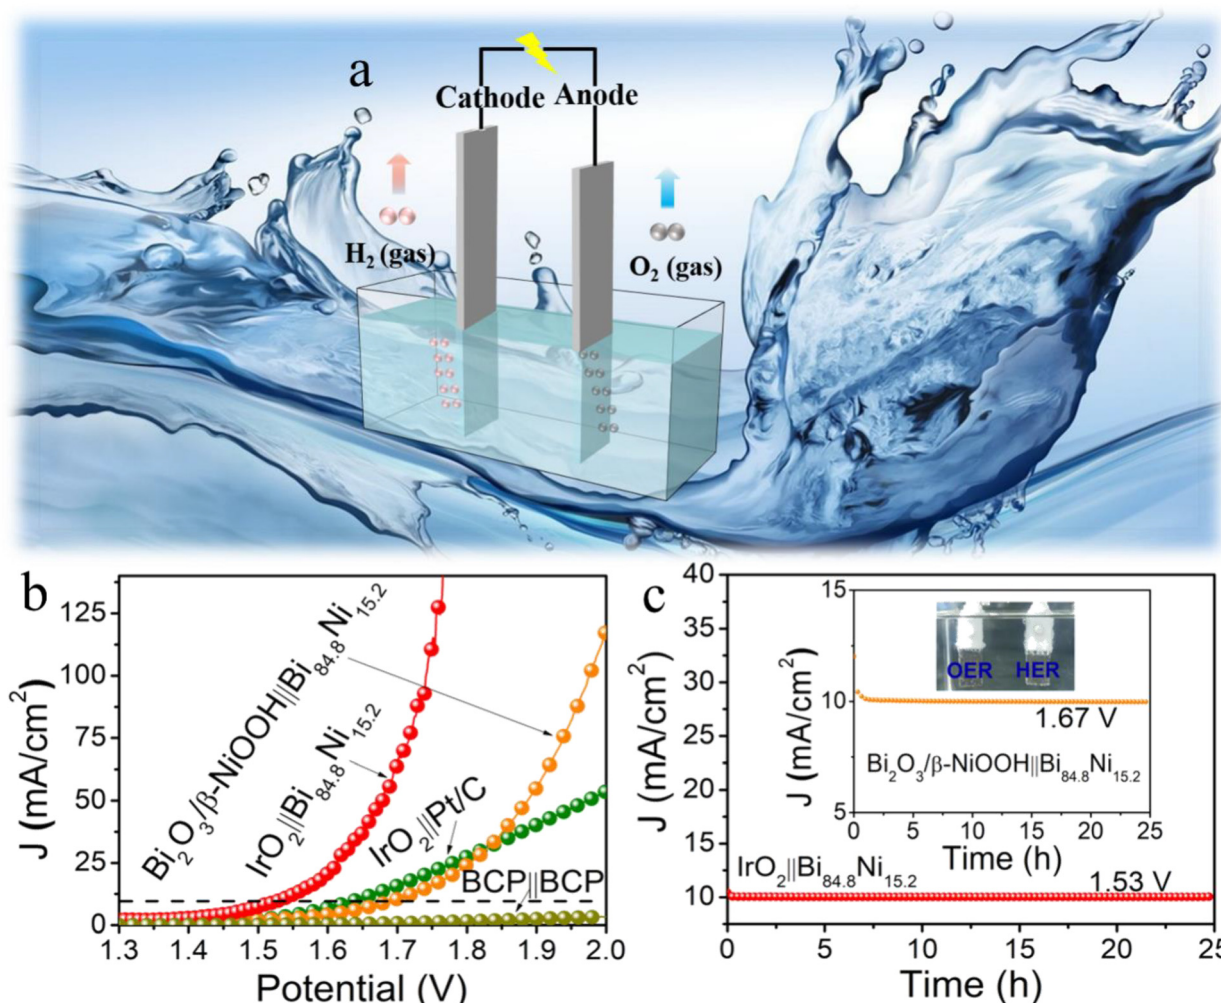 a
Cathode Anode
H₂ (gas)
O₂ (gas)
b
J (mA/cm²)
125
100
75
50
25
0
1.3 1.4 1.5 1.6 1.7 1.8 1.9 2.0
Potential (V)
Bi₂O₃/β-NiOOH||Bi₈₄.₈Ni₁₅.₂
IrO₂||Bi₈₄.₈Ni₁₅.₂
IrO₂//Pt/C
BCP||BCP
c
J (mA/cm²)
40
35
30
25
20
15
10
0 5 10 15 20 25
Time (h)
IrO₂||Bi₈₄.₈Ni₁₅.₂
1.53 V
J (mA/cm²)
15
10
5
0 5 10 15 20 25
Time (h)
OER HER
1.67 V
Bi₂O₃/β-NiOOH||Bi₈₄.₈Ni₁₅.₂